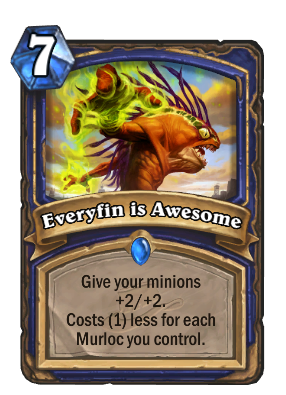 7
Everyfin is Awesome
Give your minions
+2/+2.
Costs (1) less for each
Murloc you control.